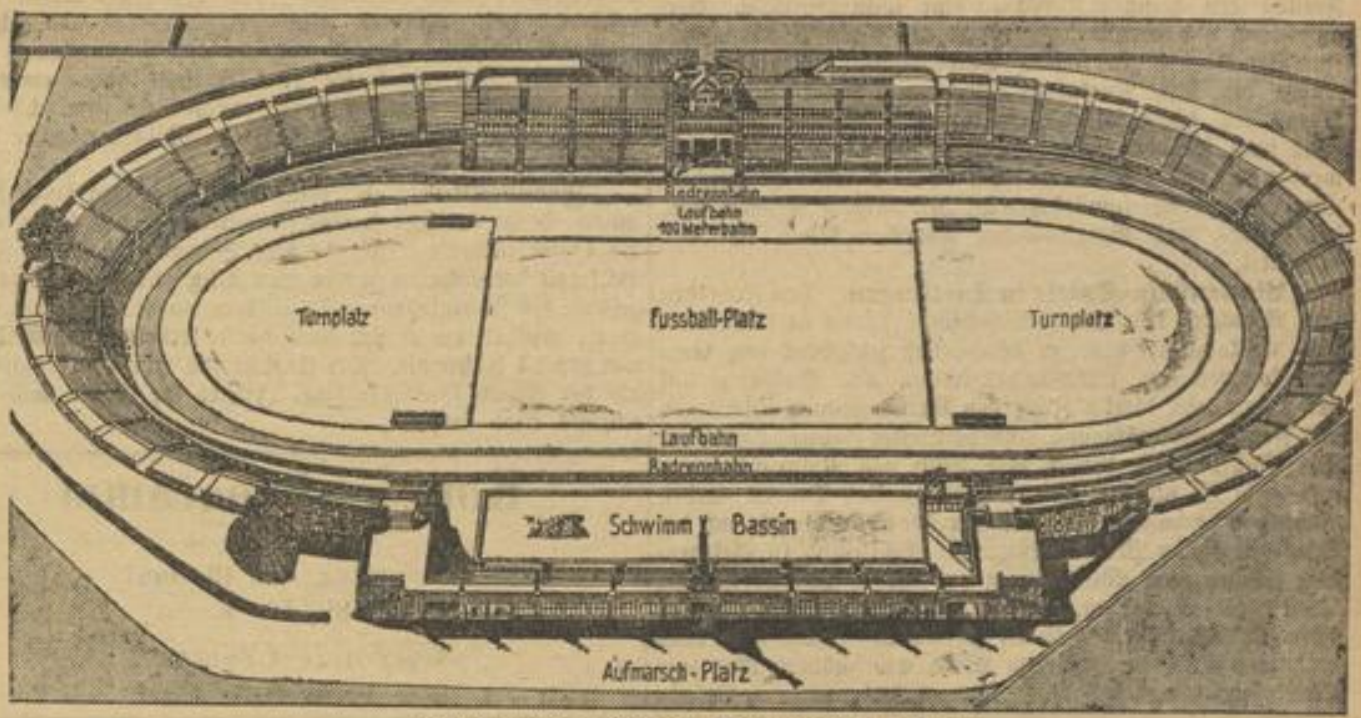 Radrennbahn
Laufbahn
100 Meterbahn
Turnplatz
Fussball-Platz
Turnplatz
Laufbahn
Radrennbahn
Schwimm Bassin
Aufmarsch-Platz